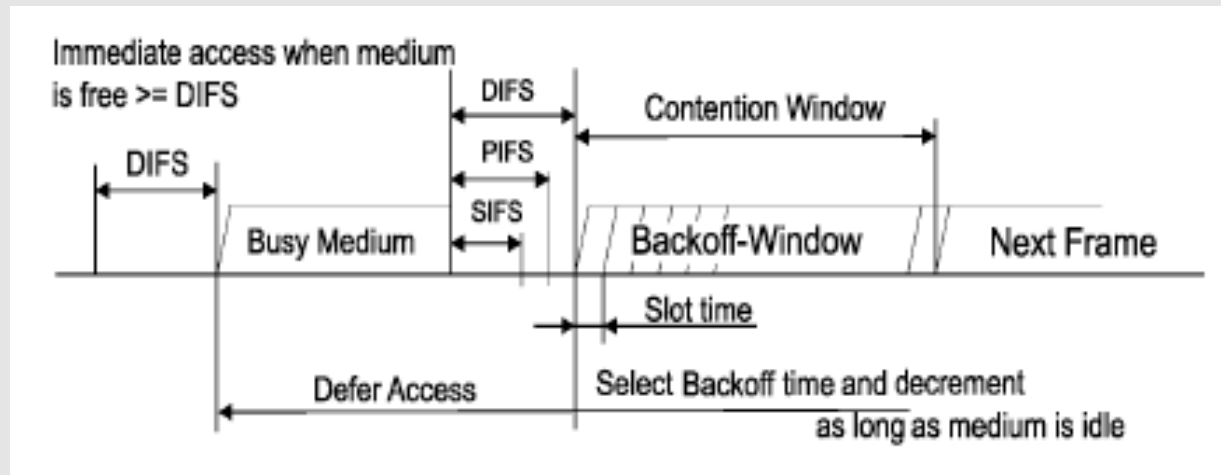 Immediate access when medium
is free >= DIFS
DIFS
DIFS
PIFS
SIFS
Contention Window
Busy Medium
Backoff-Window
Next Frame
Slot time
Defer Access
Select Backoff time and decrement
as long as medium is idle